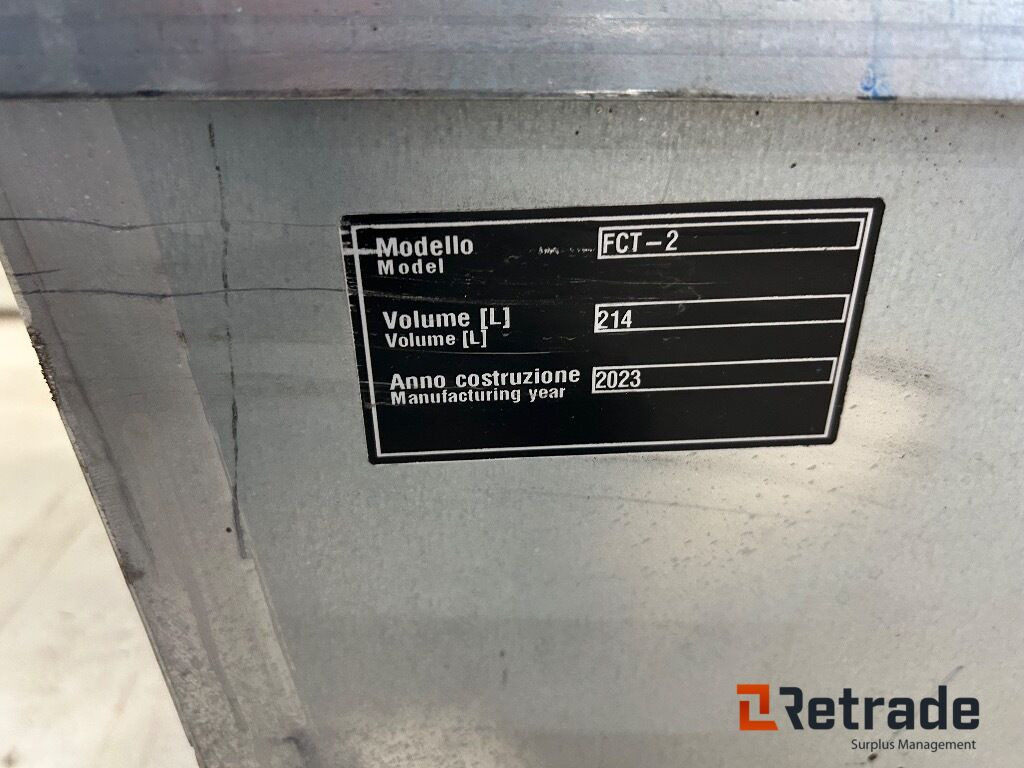 Modello FCT-2
Model
Volume [L] 214
Volume [L]
Anno costruzione 2023
Manufacturing year
Retrade
Surplus Management